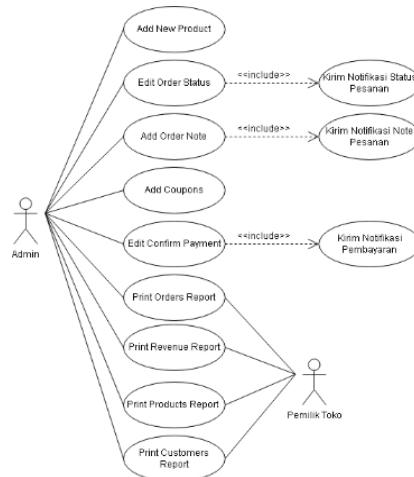 Add New Product
Edit Order Status
<<include>>
Kirim Notifikasi Status
Pesanan
Add Order Note
<<include>>
Kirim Notifikasi Note
Pesanan
Add Coupons
Admin
Edit Confirm Payment
<<include>>
Kirim Notifikasi
Pembayaran
Print Orders Report
Print Revenue Report
Print Products Report
Pemilik Toko
Print Customers
Report